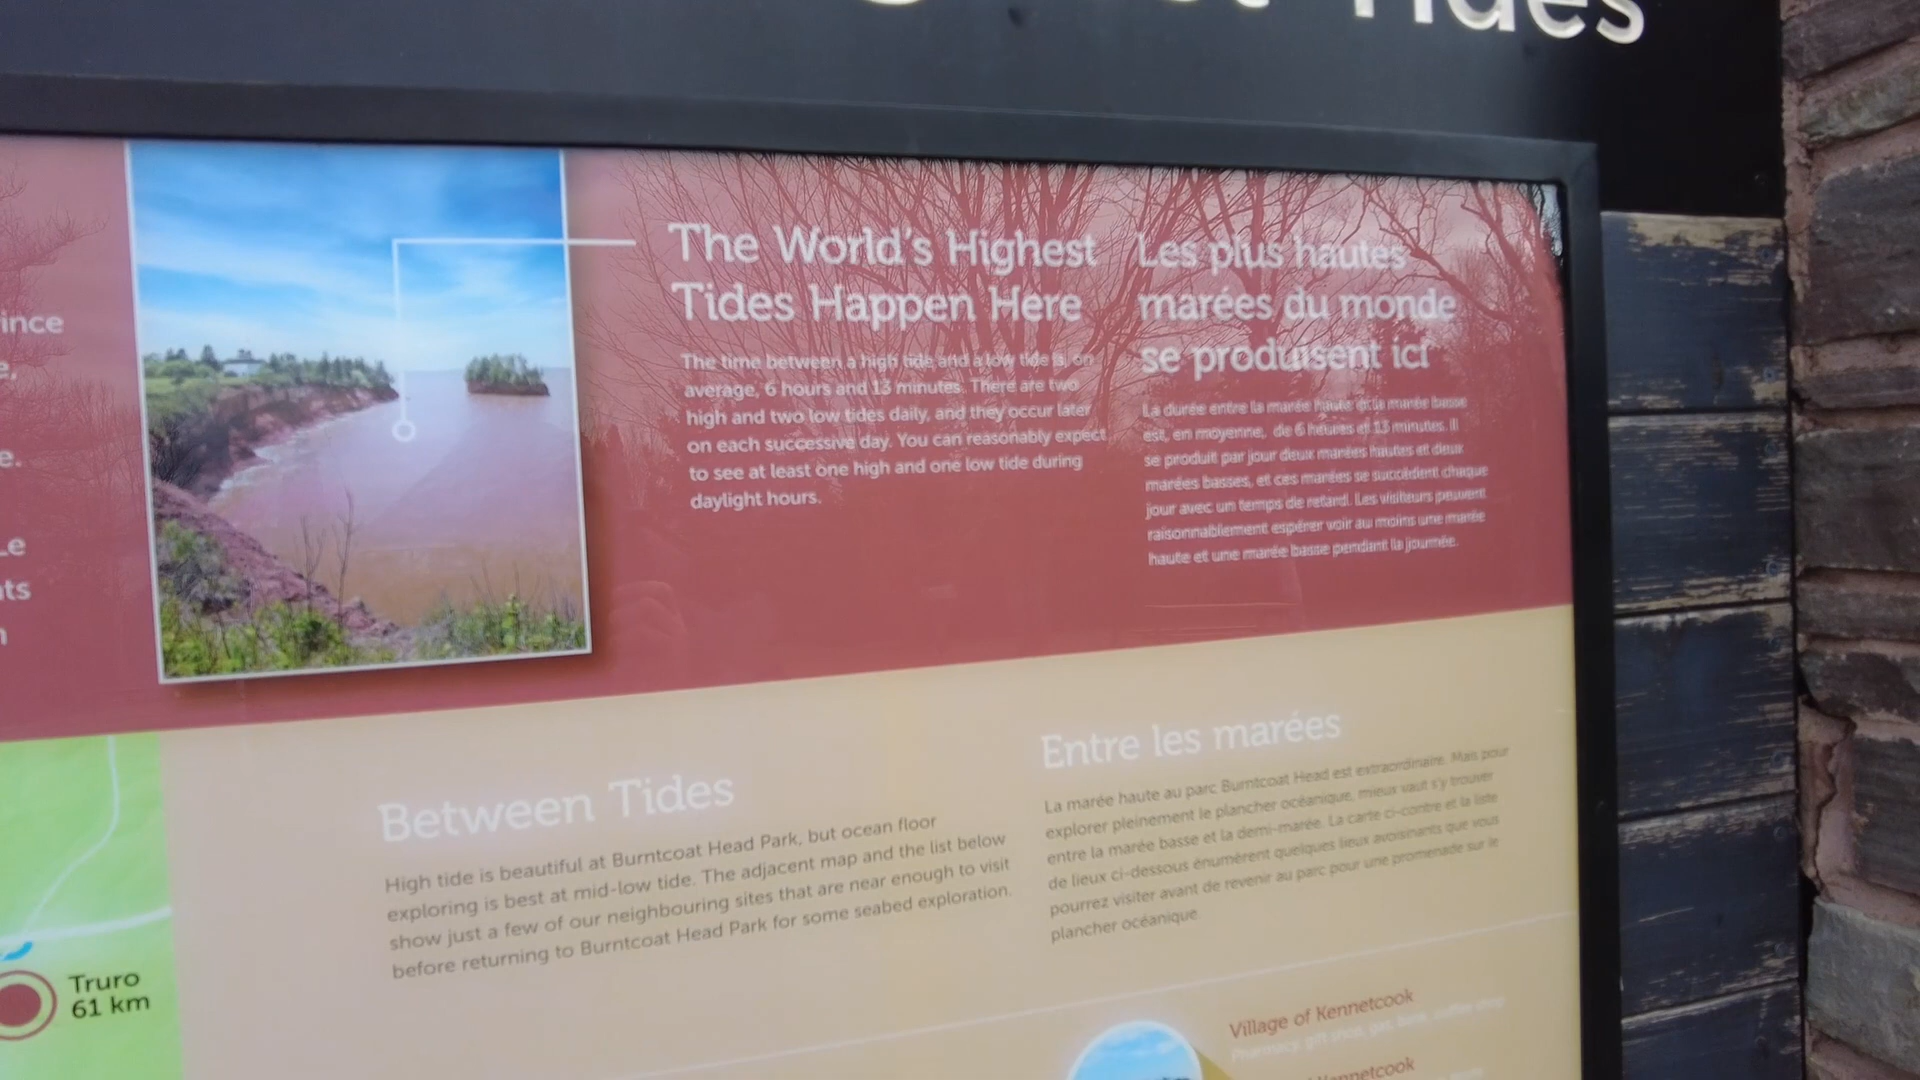 Tides
ince
e,
e.
Le
ts
The World's Highest
Tides Happen Here
The time between a high tide and a low tide is, on
average, 6 hours and 13 minutes. There are two
high and two low tides daily, and they occur later
on each successive day. You can reasonably expect
to see at least one high and one low tide during
daylight hours.
Les plus hautes
marées du monde
se produisent ici
La durée entre la marée haute et la marée basse
est, en moyenne, de 6 heures et 13 minutes. Il
se produit par jour deux marées hautes et deux
marées basses, et ces marées se succèdent chaque
jour avec un temps de retard. Les visiteurs peuvent
raisonnablement espérer voir au moins une marée
haute et une marée basse pendant la journée.
Between Tides
High tide is beautiful at Burntcoat Head Park, but ocean floor
exploring is best at mid-low tide. The adjacent map and the list below
show just a few of our neighbouring sites that are near enough to visit
before returning to Burntcoat Head Park for some seabed exploration.
Entre les marées
La marée haute au parc Burntcoat Head est extraordinaire. Mais pour
explorer pleinement le plancher océanique, mieux vaut s'y trouver
entre la marée basse et la demi-marée. La carte ci-contre et la liste
de lieux ci-dessous énumèrent quelques lieux avoisinants que vous
pourrez visiter avant de revenir au parc pour une promenade sur le
plancher océanique.
Truro
61 km
Village of Kennetcook
Pharmacy, gift shop, gas, bank, coffee shop
Kennetcook